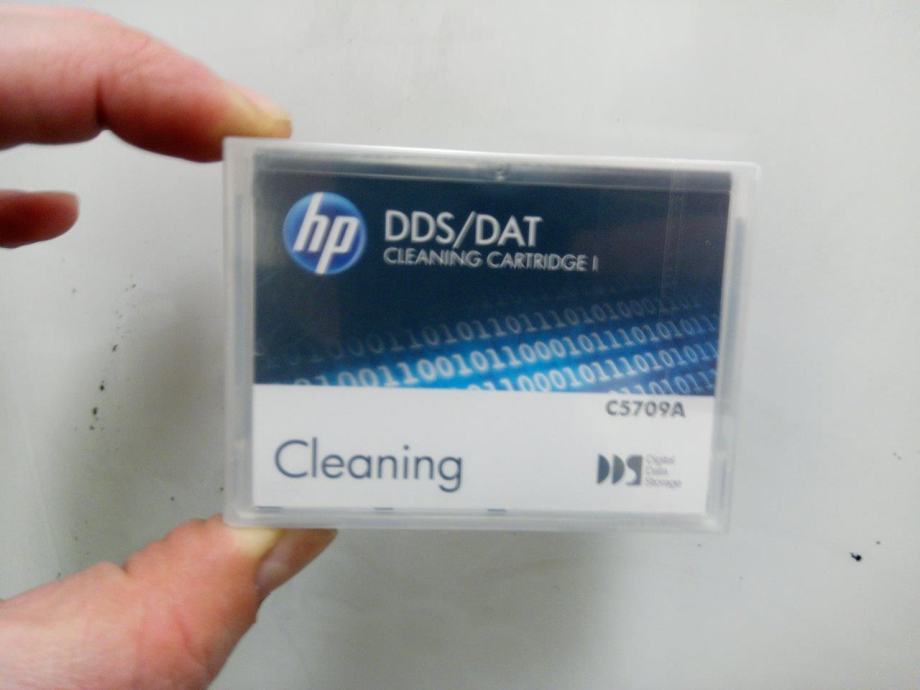 hp
DDS/DAT
CLEANING CARTRIDGE I
C5709A
Cleaning
DDS
Digital
Data
Storage